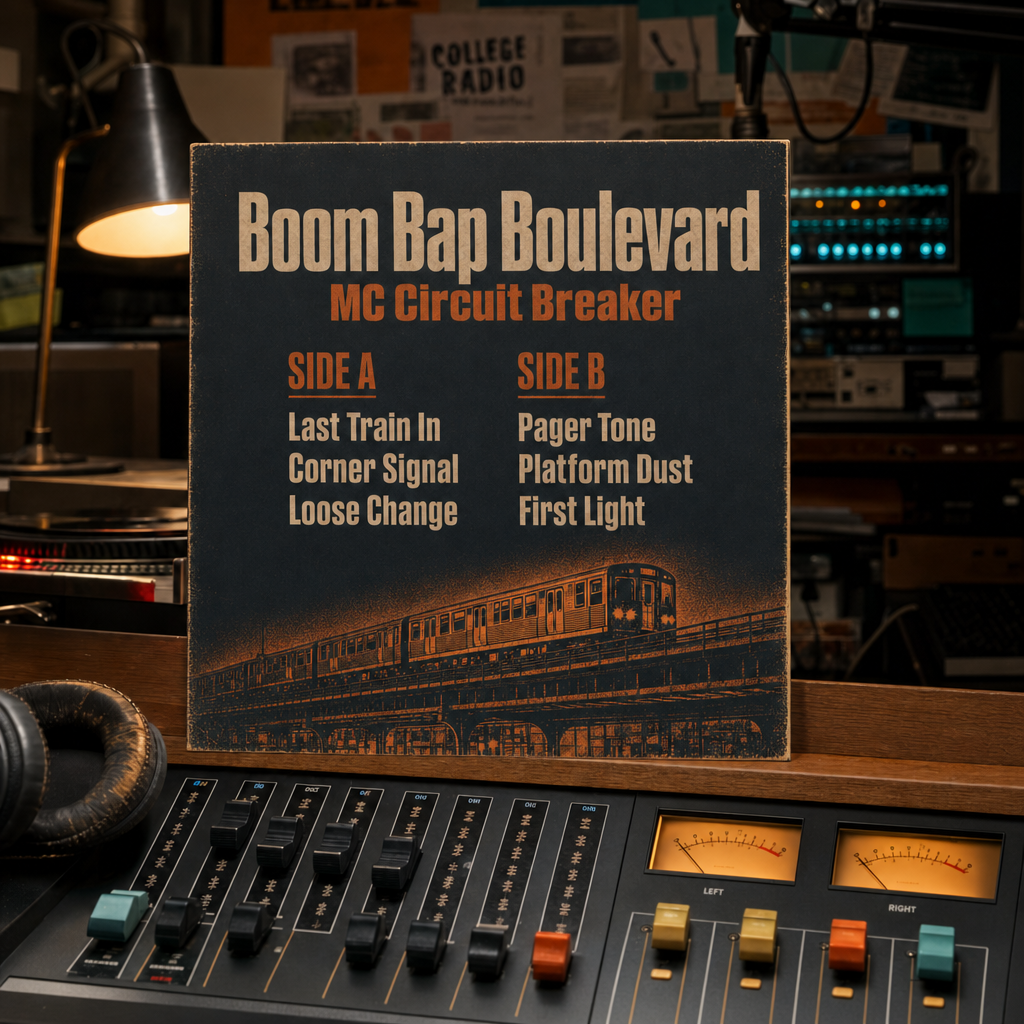 COLLEGE
RADIO
Boom Bap Boulevard
MC Circuit Breaker
SIDE A
Last Train In
Corner Signal
Loose Change
SIDE B
Pager Tone
Platform Dust
First Light
LEFT
RIGHT